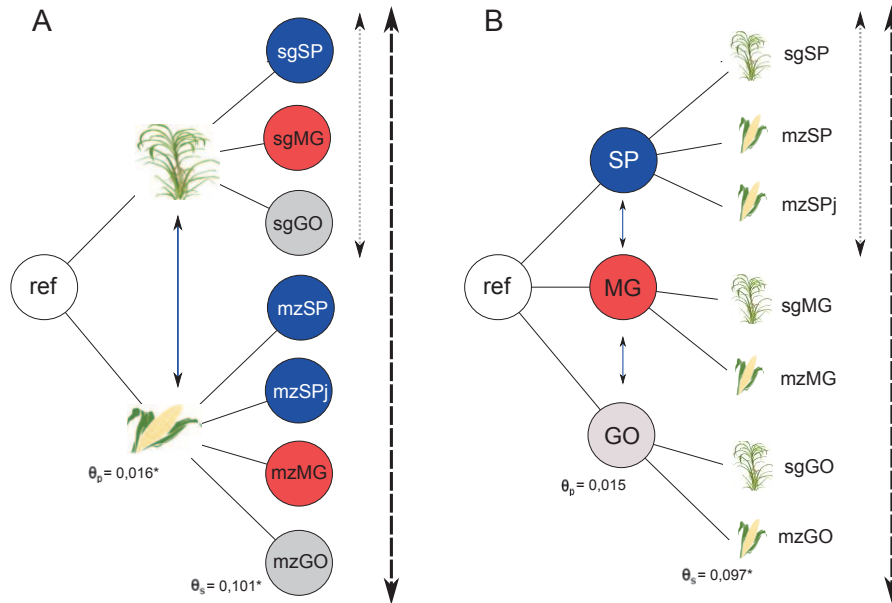 A
sgSP
sgMG
sgGO
ref
mzSP
mzSPj
mzMG
mzGO
θp = 0,016*
θs = 0,101*
B
sgSP
mzSP
mzSPj
SP
ref
MG
sgMG
mzMG
GO
sgGO
mzGO
θp = 0,015
θs = 0,097*